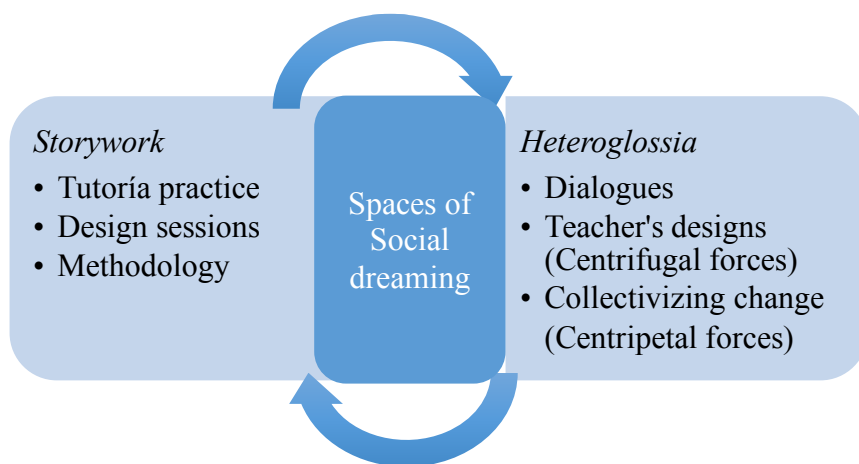 Storywork
• Tutoría practice
• Design sessions
• Methodology
Spaces of
Social
dreaming
Heteroglossia
• Dialogues
• Teacher's designs
(Centrifugal forces)
• Collectivizing change
(Centripetal forces)